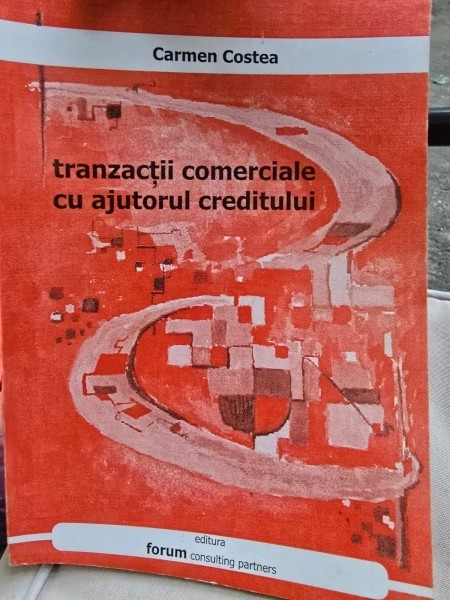 Carmen Costea
tranzacții comerciale
cu ajutorul creditului
editura
forum consulting partners